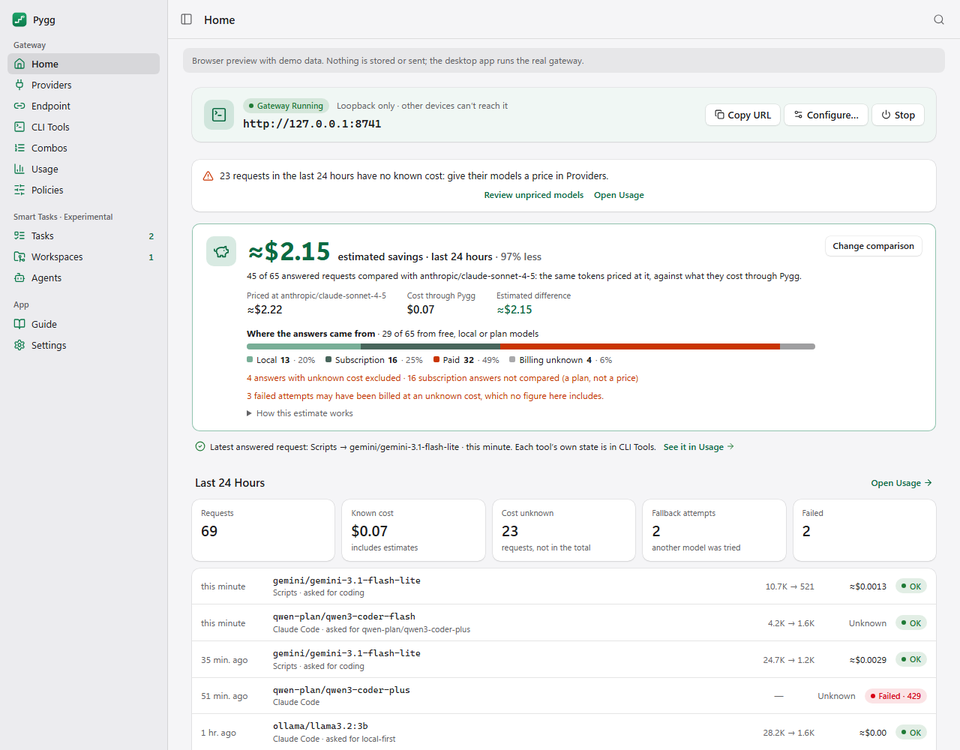 Pygg
Home
Gateway
Home
Providers
Endpoint
CLI Tools
Combos
Usage
Policies
Smart Tasks · Experimental
Tasks 2
Workspaces 1
Agents
App
Guide
Settings
Browser preview with demo data. Nothing is stored or sent; the desktop app runs the real gateway.
Gateway Running Loopback only · other devices can't reach it
http://127.0.0.1:8741
Copy URL Configure... Stop
23 requests in the last 24 hours have no known cost: give their models a price in Providers.
Review unpriced models Open Usage
≈$2.15 estimated savings · last 24 hours · 97% less
Change comparison
45 of 65 answered requests compared with anthropic/claude-sonnet-4-5: the same tokens priced at it, against what they cost through Pygg.
Priced at anthropic/claude-sonnet-4-5 Cost through Pygg Estimated difference
≈$2.22 $0.07 ≈$2.15
Where the answers came from · 29 of 65 from free, local or plan models
Local 13 · 20% Subscription 16 · 25% Paid 32 · 49% Billing unknown 4 · 6%
4 answers with unknown cost excluded · 16 subscription answers not compared (a plan, not a price)
3 failed attempts may have been billed at an unknown cost, which no figure here includes.
How this estimate works
Latest answered request: Scripts → gemini/gemini-3.1-flash-lite · this minute. Each tool's own state is in CLI Tools. See it in Usage →
Last 24 Hours Open Usage →
Requests Known cost Cost unknown Fallback attempts Failed
69 $0.07 23 2 2
includes estimates requests, not in the total another model was tried
this minute gemini/gemini-3.1-flash-lite 10.7K → 521 ≈$0.0013 OK
Scripts · asked for coding
this minute qwen-plan/qwen3-coder-flash 4.2K → 1.6K Unknown OK
Claude Code · asked for qwen-plan/qwen3-coder-plus
35 min. ago gemini/gemini-3.1-flash-lite 24.7K → 1.2K ≈$0.0029 OK
Scripts · asked for coding
51 min. ago qwen-plan/qwen3-coder-plus — Unknown Failed · 429
Claude Code
1 hr. ago ollama/llama3.2:3b 28.2K → 1.6K ≈$0.00 OK
Claude Code · asked for local-first